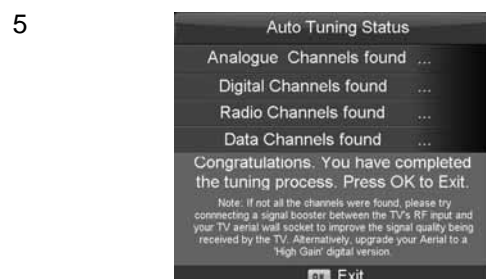 5
Auto Tuning Status
Analogue Channels found ...
Digital Channels found ...
Radio Channels found ...
Data Channels found ...
Congratulations. You have completed
the tuning process. Press OK to Exit.
Note: If not all the channels were found, please try
connnecting a signal booster between the TV's RF input and
your TV aerial wall socket to improve the signal quality being
received by the TV. Alternatively, upgrade your Aerial to a
'High Gain' digital version.
OK Exit